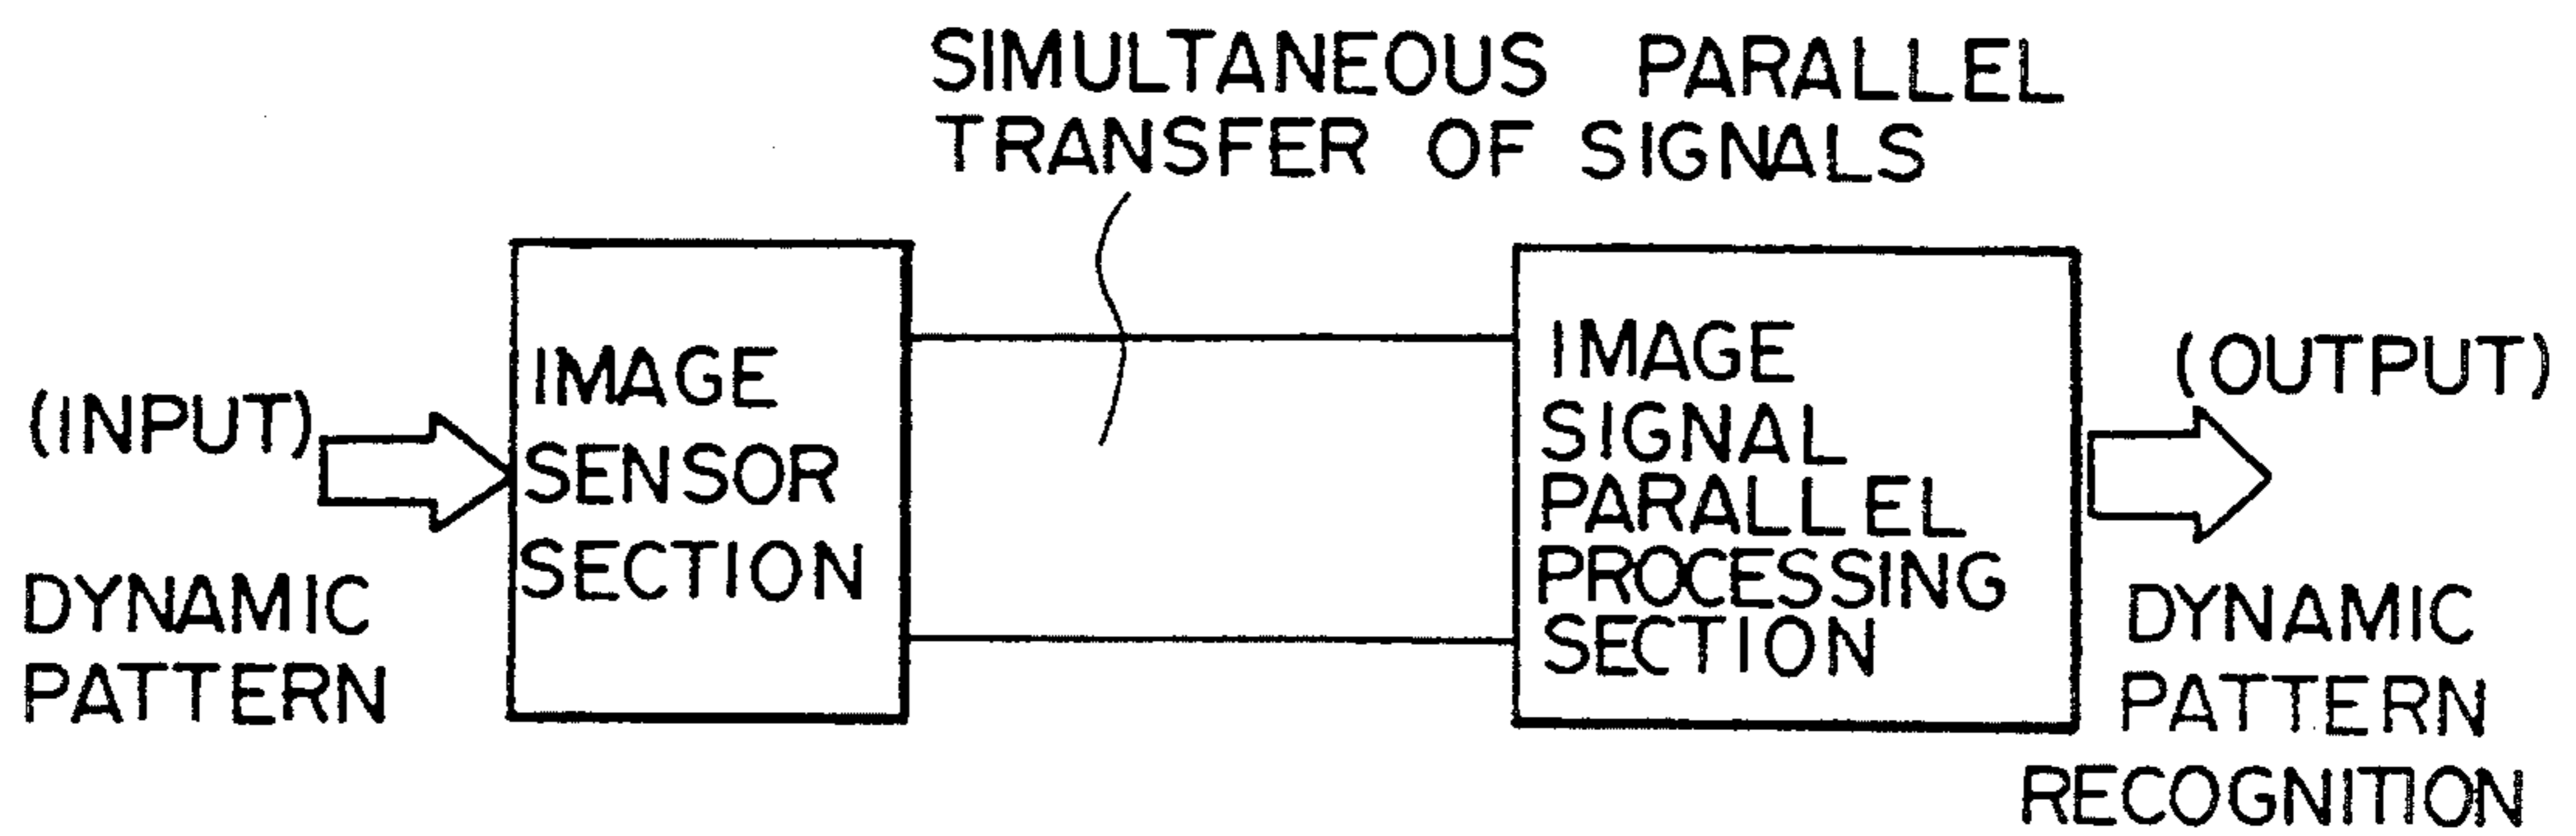 SIMULTANEOUS PARALLEL
TRANSFER OF SIGNALS
(INPUT)
DYNAMIC
PATTERN
IMAGE
SENSOR
SECTION
IMAGE
SIGNAL
PARALLEL
PROCESSING
SECTION
(OUTPUT)
DYNAMIC
PATTERN
RECOGNITION